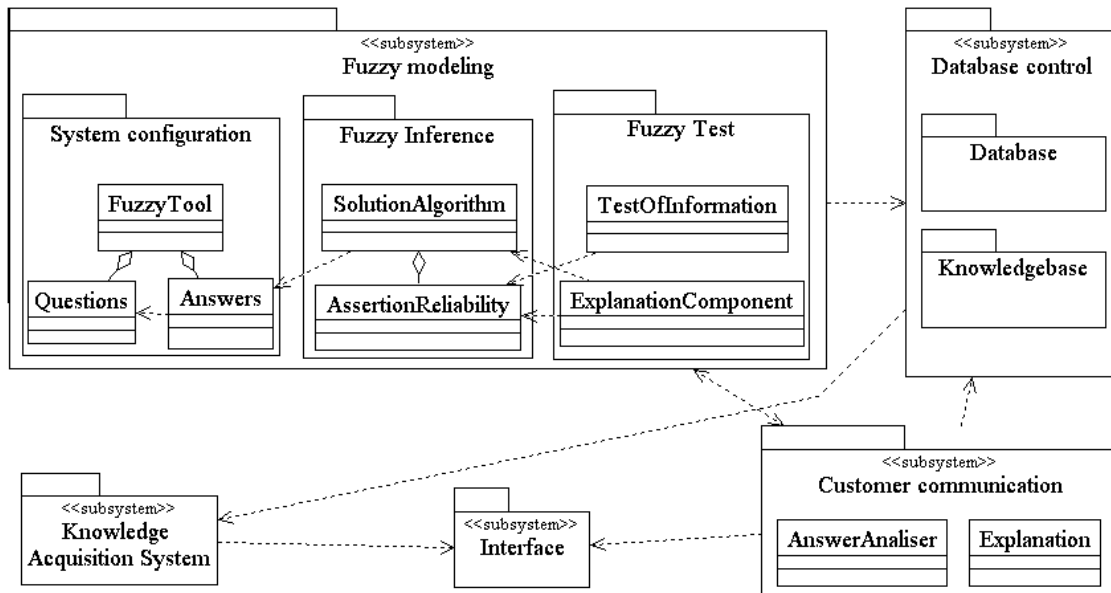 <<subsystem>>
Fuzzy modeling
System configuration
FuzzyTool
Questions
Answers
Fuzzy Inference
SolutionAlgorithm
AssertionReliability
Fuzzy Test
TestOfInformation
ExplanationComponent
<<subsystem>>
Database control
Database
Knowledgebase
<<subsystem>>
Knowledge
Acquisition System
<<subsystem>>
Interface
<<subsystem>>
Customer communication
AnswerAnaliser
Explanation